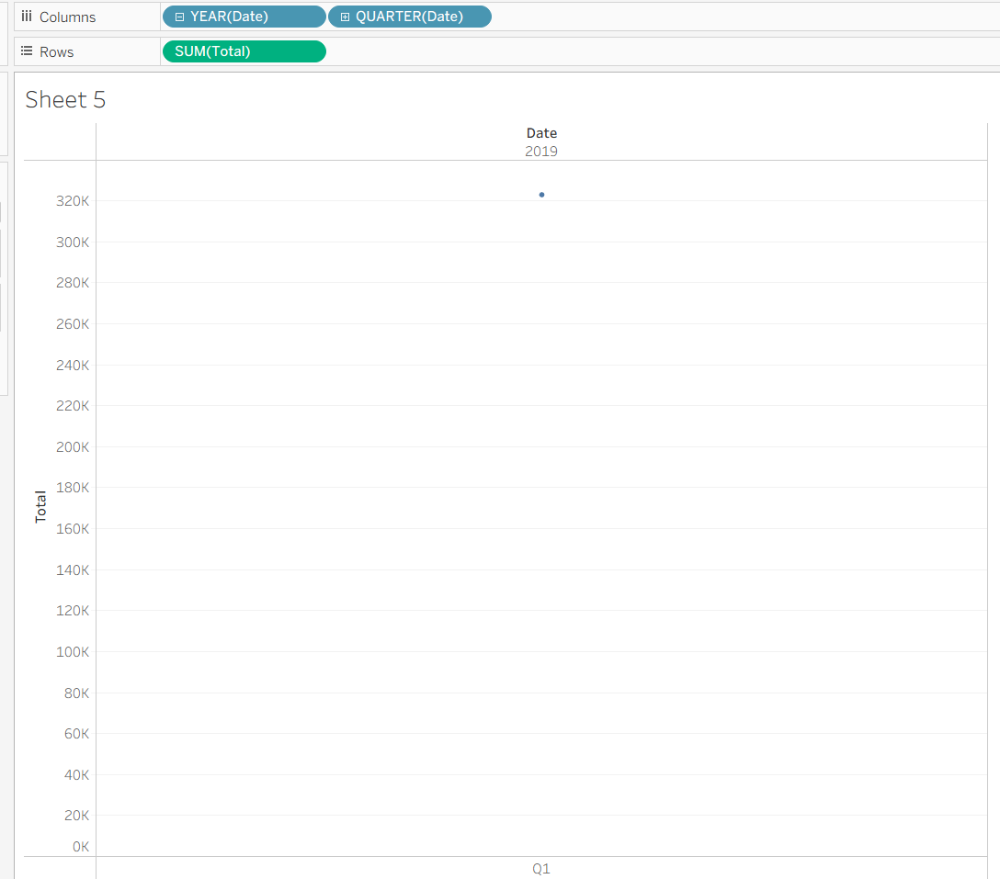 Columns YEAR(Date) QUARTER(Date)
Rows SUM(Total)
Sheet 5
Date
2019
320K
300K
280K
260K
240K
220K
200K
180K
160K
140K
120K
100K
80K
60K
40K
20K
0K
Total
Q1